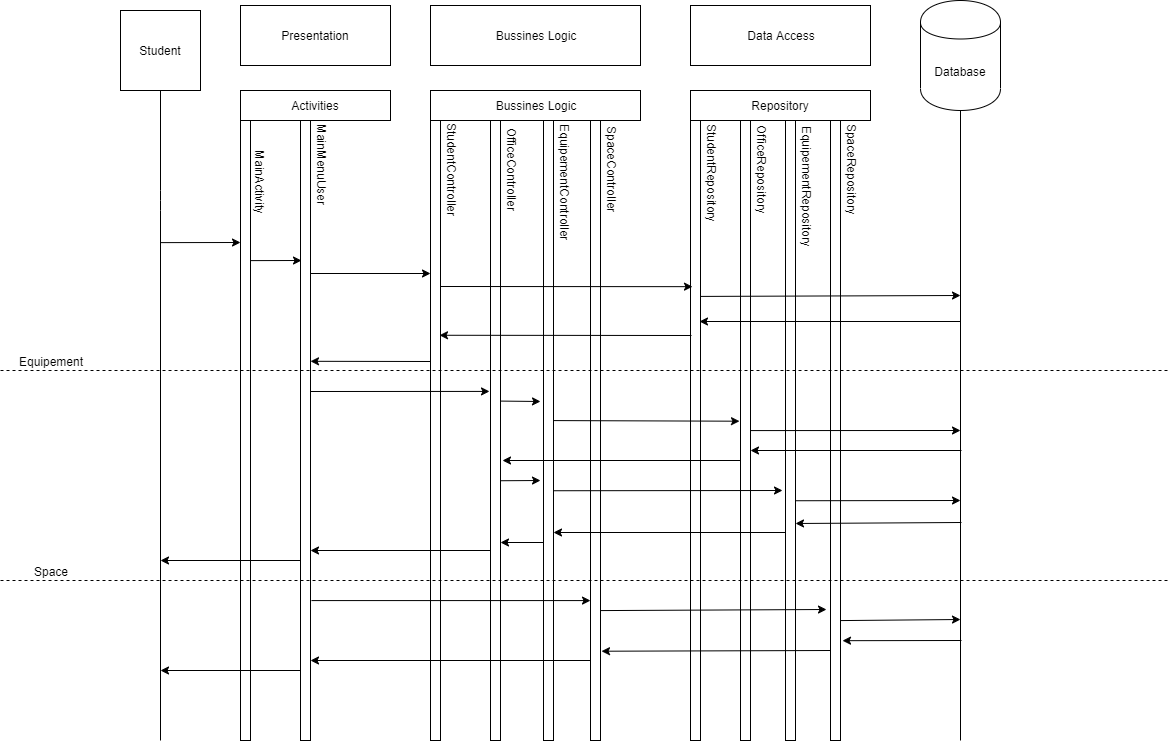 Student
Presentation
Bussines Logic
Data Access
Database
Activities
Bussines Logic
Repository
MainActivity
MainMenuUser
StudentController
OfficeController
EquipementController
SpaceController
StudentRepository
OfficeRepository
EquipementRepository
SpaceRepository
Equipement
Space